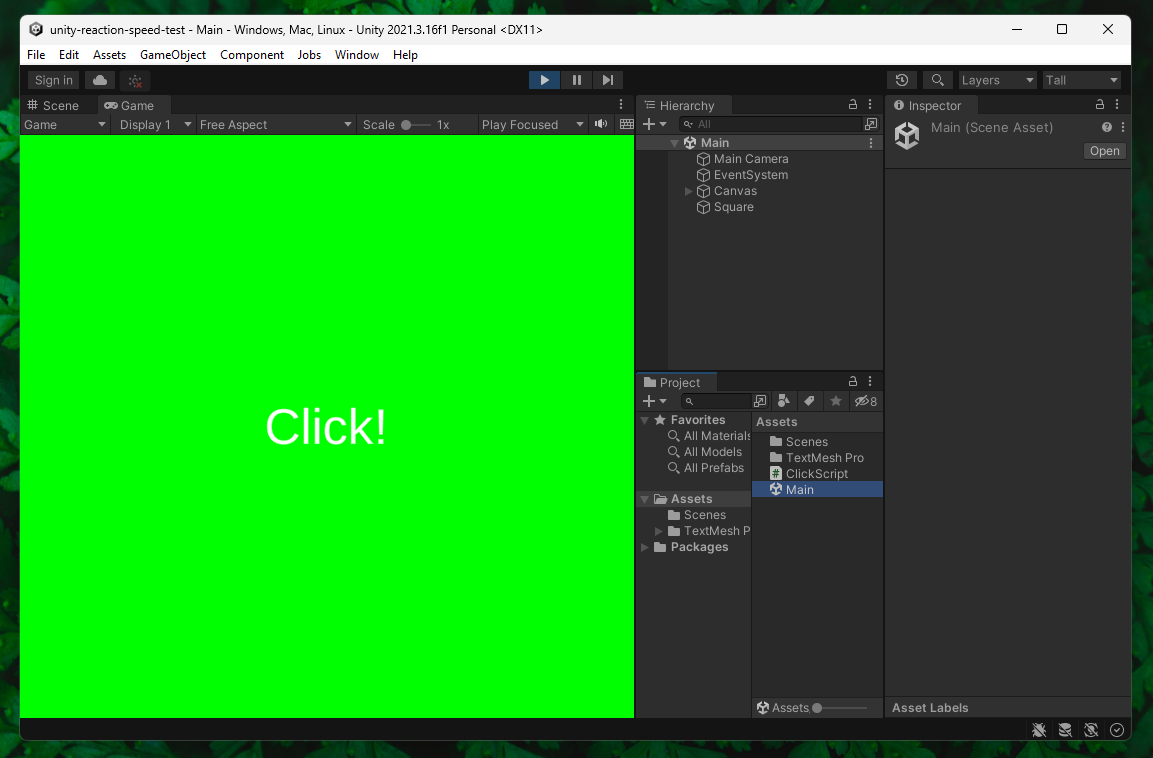 unity-reaction-speed-test - Main - Windows, Mac, Linux - Unity 2021.3.16f1 Personal <DX11>
File Edit Assets GameObject Component Jobs Window Help
Sign in
Layers Tall
Scene Game
Game Display 1 Free Aspect Scale 1x Play Focused
Click!
Hierarchy
All
Main
Main Camera
EventSystem
Canvas
Square
Project
8
Favorites
All Materials
All Models
All Prefabs
Assets
Scenes
TextMesh P
Packages
Assets
Scenes
TextMesh Pro
# ClickScript
Main
Assets
Inspector
Main (Scene Asset)
Open
Asset Labels